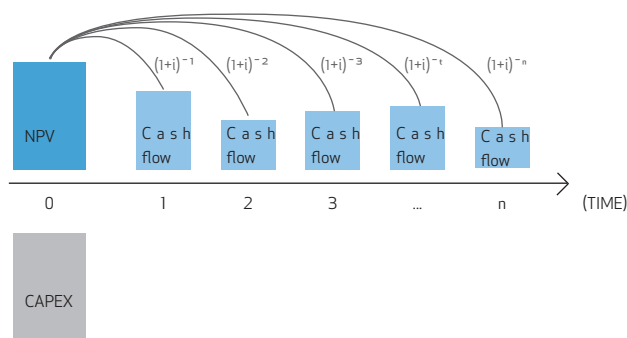 (1+i)⁻¹ (1+i)⁻² (1+i)⁻³ (1+i)⁻ᵗ (1+i)⁻ⁿ
NPV
Cash flow
Cash flow
Cash flow
Cash flow
Cash flow
0 1 2 3 ... n (TIME)
CAPEX